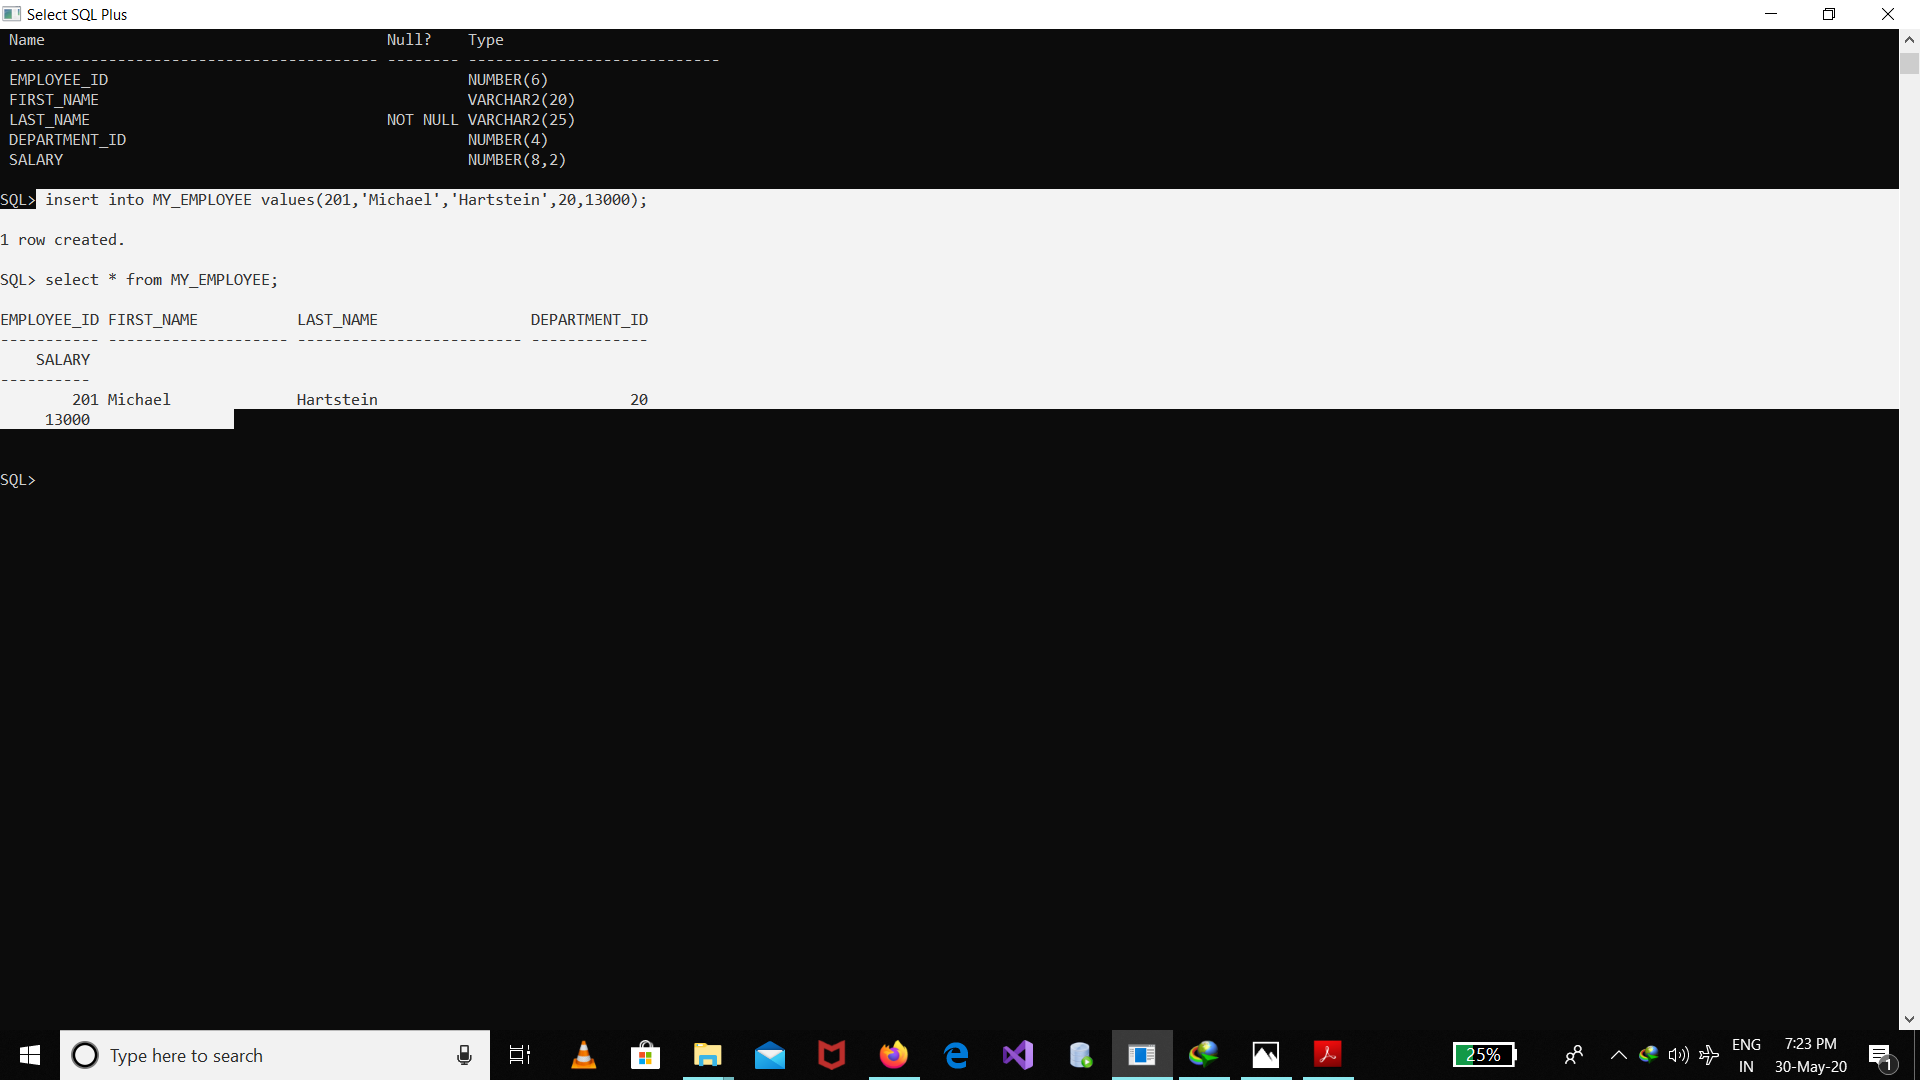 Select SQL Plus
Name                                      Null?    Type
----------------------------------------- -------- ----------------------------
EMPLOYEE_ID                                        NUMBER(6)
FIRST_NAME                                         VARCHAR2(20)
LAST_NAME                                 NOT NULL VARCHAR2(25)
DEPARTMENT_ID                                      NUMBER(4)
SALARY                                             NUMBER(8,2)
SQL> insert into MY_EMPLOYEE values(201,'Michael','Hartstein',20,13000);
1 row created.
SQL> select * from MY_EMPLOYEE;
EMPLOYEE_ID FIRST_NAME           LAST_NAME                 DEPARTMENT_ID
----------- -------------------- ------------------------- -------------
    SALARY
----------
        201 Michael              Hartstein                            20
     13000
SQL>
Type here to search
25%
ENG
IN
7:23 PM
30-May-20
1